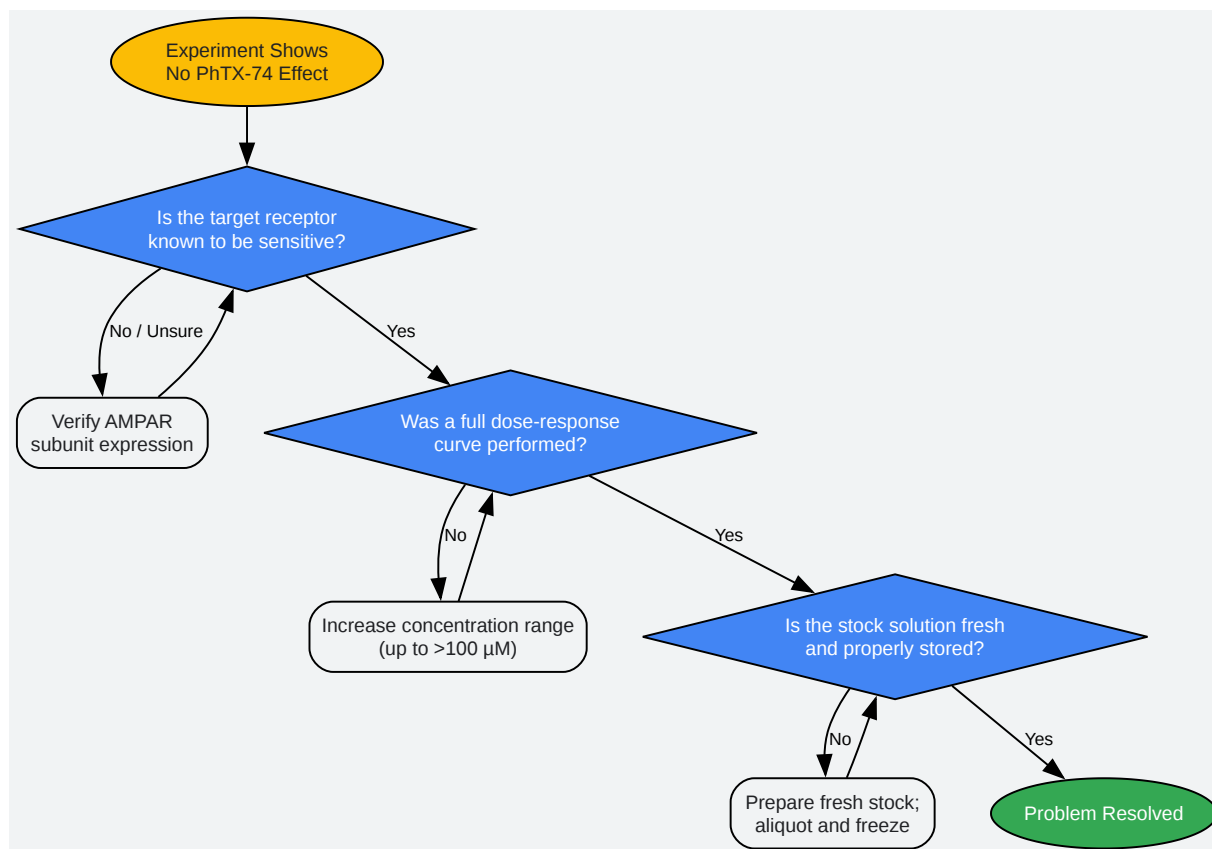 Experiment Shows
No PhTX-74 Effect
Is the target receptor
known to be sensitive?
No / Unsure
Yes
Verify AMPAR
subunit expression
Was a full dose-response
curve performed?
No
Yes
Increase concentration range
(up to >100 µM)
Is the stock solution fresh
and properly stored?
No
Yes
Prepare fresh stock;
aliquot and freeze
Problem Resolved